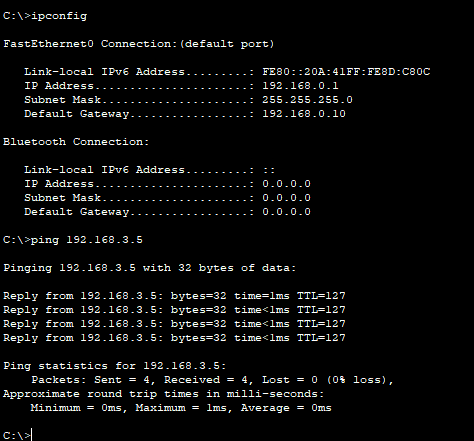 C:\>ipconfig
FastEthernet0 Connection:(default port)
Link-local IPv6 Address.........: FE80::20A:41FF:FE8D:C80C
IP Address......................: 192.168.0.1
Subnet Mask.....................: 255.255.255.0
Default Gateway.................: 192.168.0.10
Bluetooth Connection:
Link-local IPv6 Address.........: ::
IP Address......................: 0.0.0.0
Subnet Mask.....................: 0.0.0.0
Default Gateway.................: 0.0.0.0
C:\>ping 192.168.3.5
Pinging 192.168.3.5 with 32 bytes of data:
Reply from 192.168.3.5: bytes=32 time=1ms TTL=127
Reply from 192.168.3.5: bytes=32 time<1ms TTL=127
Reply from 192.168.3.5: bytes=32 time<1ms TTL=127
Reply from 192.168.3.5: bytes=32 time<1ms TTL=127
Ping statistics for 192.168.3.5:
Packets: Sent = 4, Received = 4, Lost = 0 (0% loss),
Approximate round trip times in milli-seconds:
Minimum = 0ms, Maximum = 1ms, Average = 0ms
C:\>